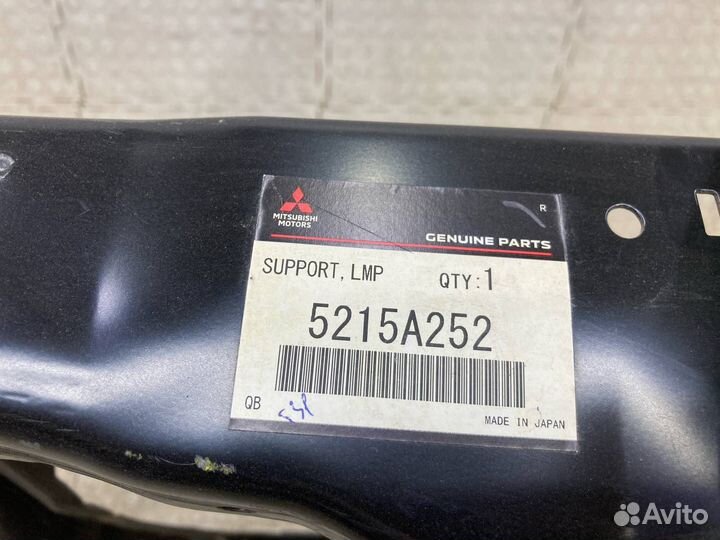 R
MITSUBISHI
MOTORS
GENUINE PARTS
SUPPORT, LMP QTY:1
5215A252
QB
MADE IN JAPAN
Avito